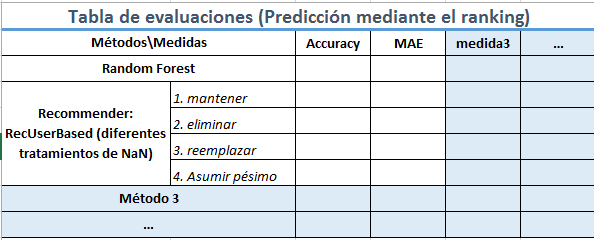 Tabla de evaluaciones (Predicción mediante el ranking)
Métodos\Medidas Accuracy MAE medida3 ...
Random Forest
Recommender:
RecUserBased (diferentes
tratamientos de NaN)
1. mantener
2. eliminar
3. reemplazar
4. Asumir pésimo
Método 3
...